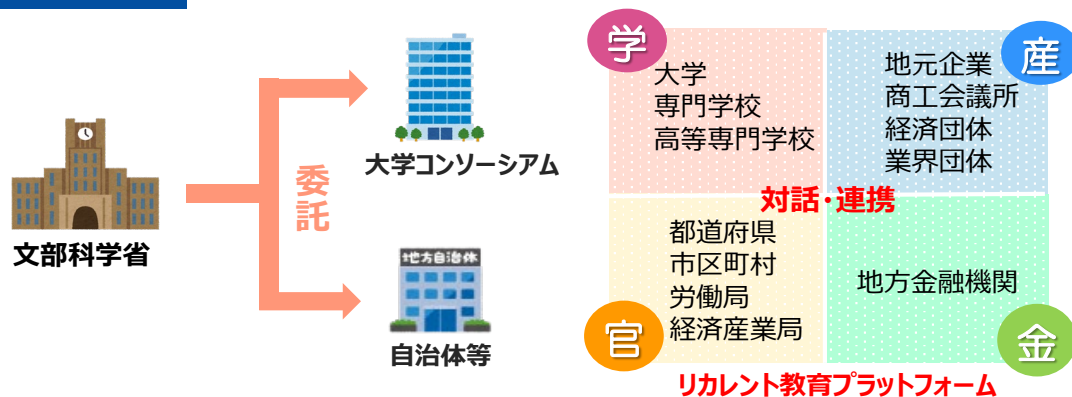 文部科学省
委託
大学コンソーシアム
地方自治体
自治体等
学
大学
専門学校
高等専門学校
産
地元企業
商工会議所
経済団体
業界団体
対話・連携
官
都道府県
市区町村
労働局
経済産業局
金
地方金融機関
リカレント教育プラットフォーム